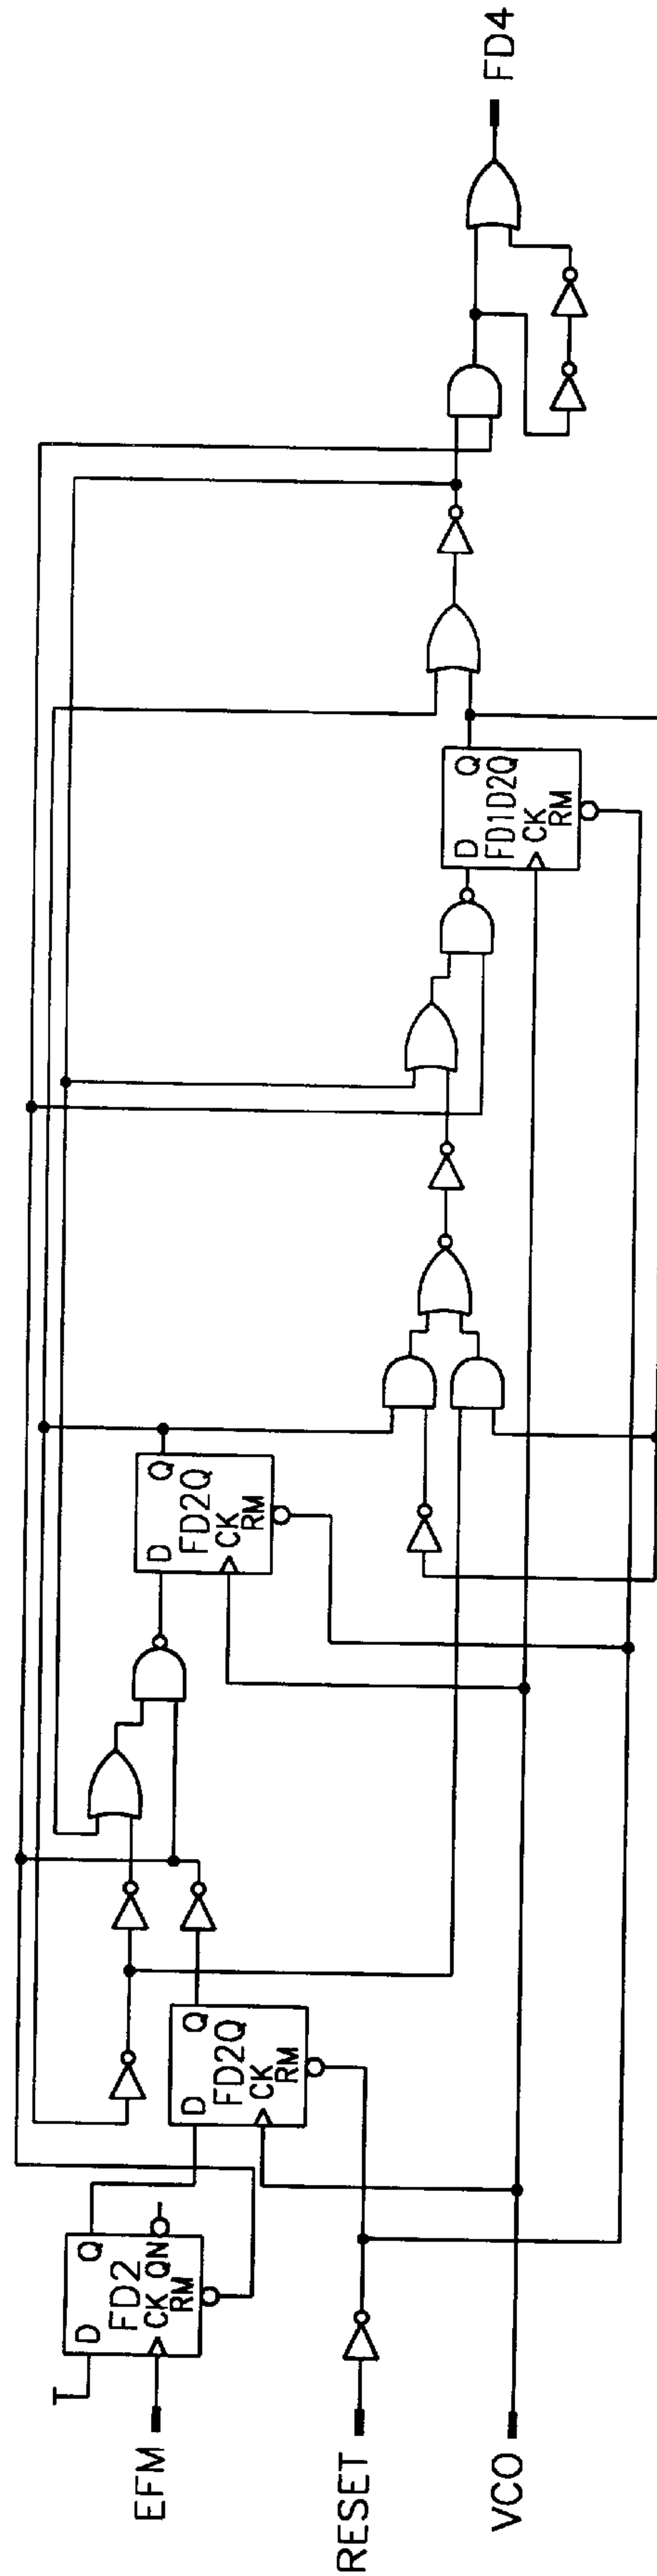 EFM
RESET
VCO
D
Q
FD2
CK
QN
RM
D
Q
FD2Q
CK
RM
D
Q
FD2Q
CK
RM
D
Q
FD1D2Q
CK
RM
FD4